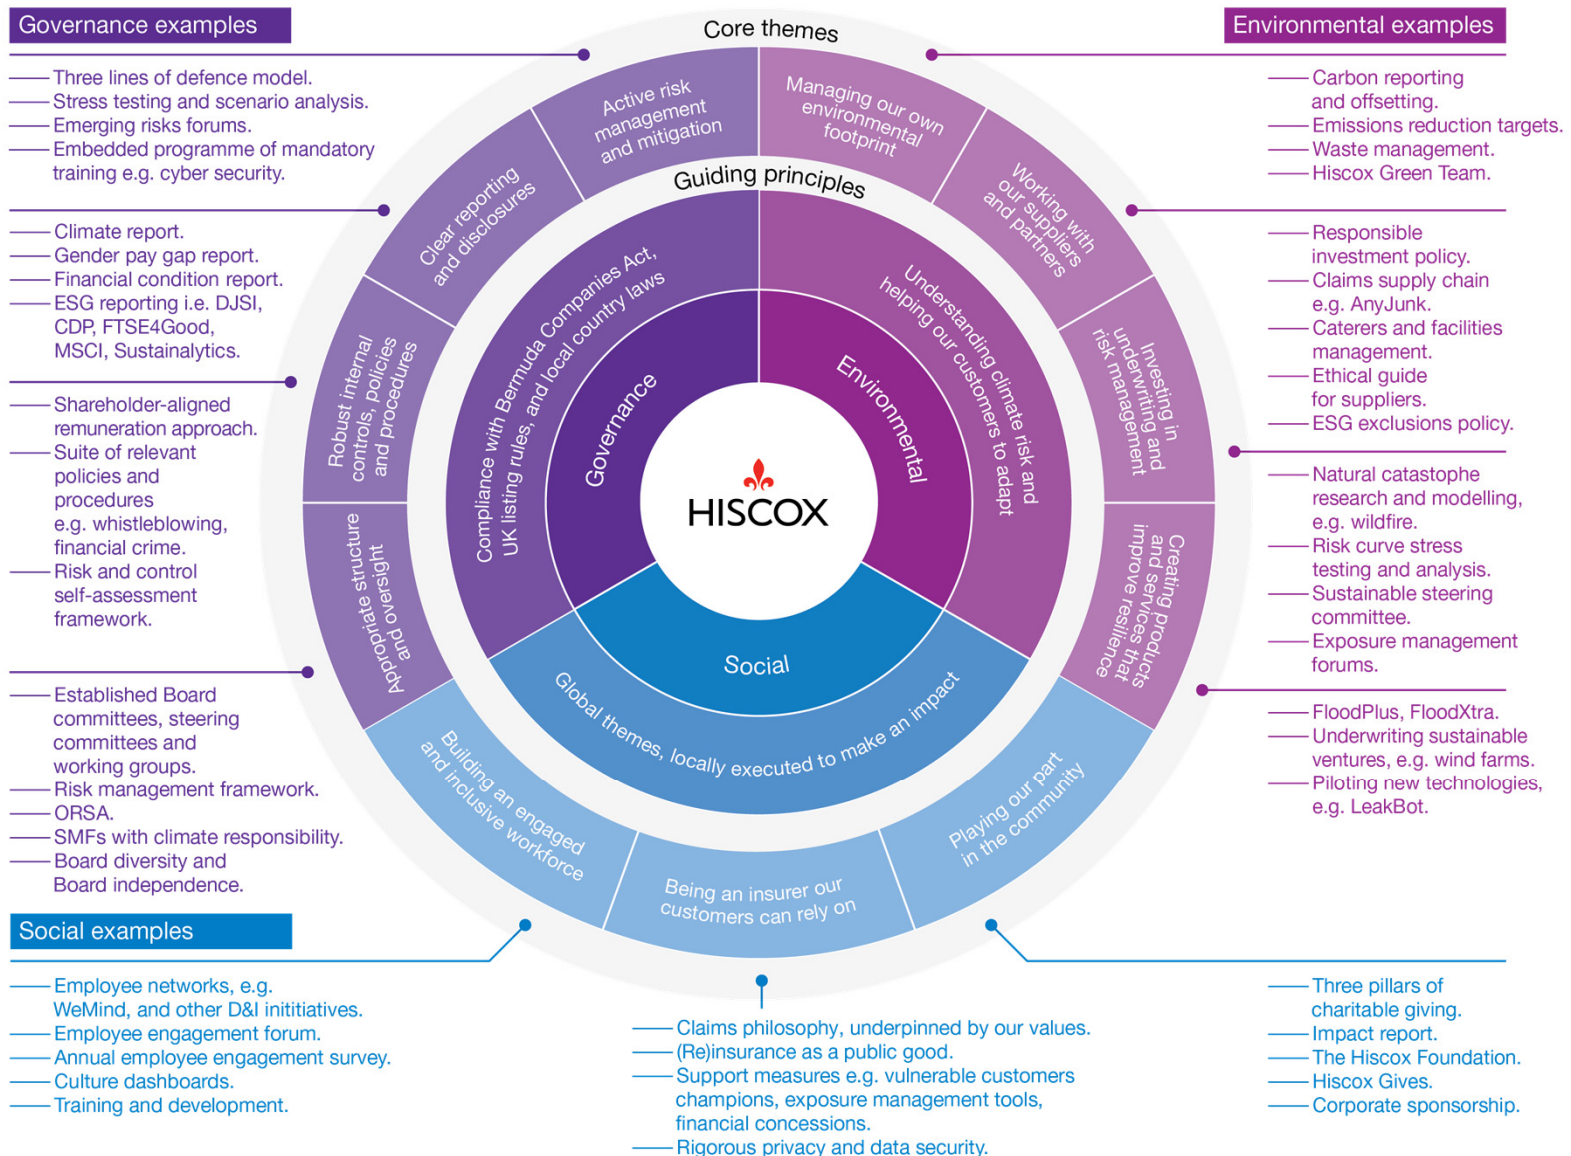 Governance examples
Three lines of defence model.
Stress testing and scenario analysis.
Emerging risks forums.
Embedded programme of mandatory
training e.g. cyber security.
Climate report.
Gender pay gap report.
Financial condition report.
ESG reporting i.e. DJSI,
CDP, FTSE4Good,
MSCI, Sustainalytics.
Shareholder-aligned
remuneration approach.
Suite of relevant
policies and
procedures
e.g. whistleblowing,
financial crime.
Risk and control
self-assessment
framework.
Established Board
committees, steering
committees and
working groups.
Risk management framework.
ORSA.
SMFs with climate responsibility.
Board diversity and
Board independence.
Core themes
Active risk
management
and mitigation
Clear reporting
and disclosures
Robust internal
controls, policies
and procedures
Appropriate structure
and oversight
Managing our own
environmental
footprint
Working with
our suppliers
and partners
Investing in
underwriting and
risk management
Creating products
and services that
improve resilience
Building an engaged
and inclusive workforce
Being an insurer our
customers can rely on
Playing our part
in the community
Guiding principles
Compliance with Bermuda Companies Act,
UK listing rules, and local country laws
Understanding climate risk and
helping our customers to adapt
Global themes, locally executed to make an impact
Governance
Environmental
Social
HISCOX
Environmental examples
Carbon reporting
and offsetting.
Emissions reduction targets.
Waste management.
Hiscox Green Team.
Responsible
investment policy.
Claims supply chain
e.g. AnyJunk.
Caterers and facilities
management.
Ethical guide
for suppliers.
ESG exclusions policy.
Natural catastophe
research and modelling,
e.g. wildfire.
Risk curve stress
testing and analysis.
Sustainable steering
committee.
Exposure management
forums.
FloodPlus, FloodXtra.
Underwriting sustainable
ventures, e.g. wind farms.
Piloting new technologies,
e.g. LeakBot.
Social examples
Employee networks, e.g.
WeMind, and other D&I inititiatives.
Employee engagement forum.
Annual employee engagement survey.
Culture dashboards.
Training and development.
Claims philosophy, underpinned by our values.
(Re)insurance as a public good.
Support measures e.g. vulnerable customers
champions, exposure management tools,
financial concessions.
Rigorous privacy and data security.
Three pillars of
charitable giving.
Impact report.
The Hiscox Foundation.
Hiscox Gives.
Corporate sponsorship.